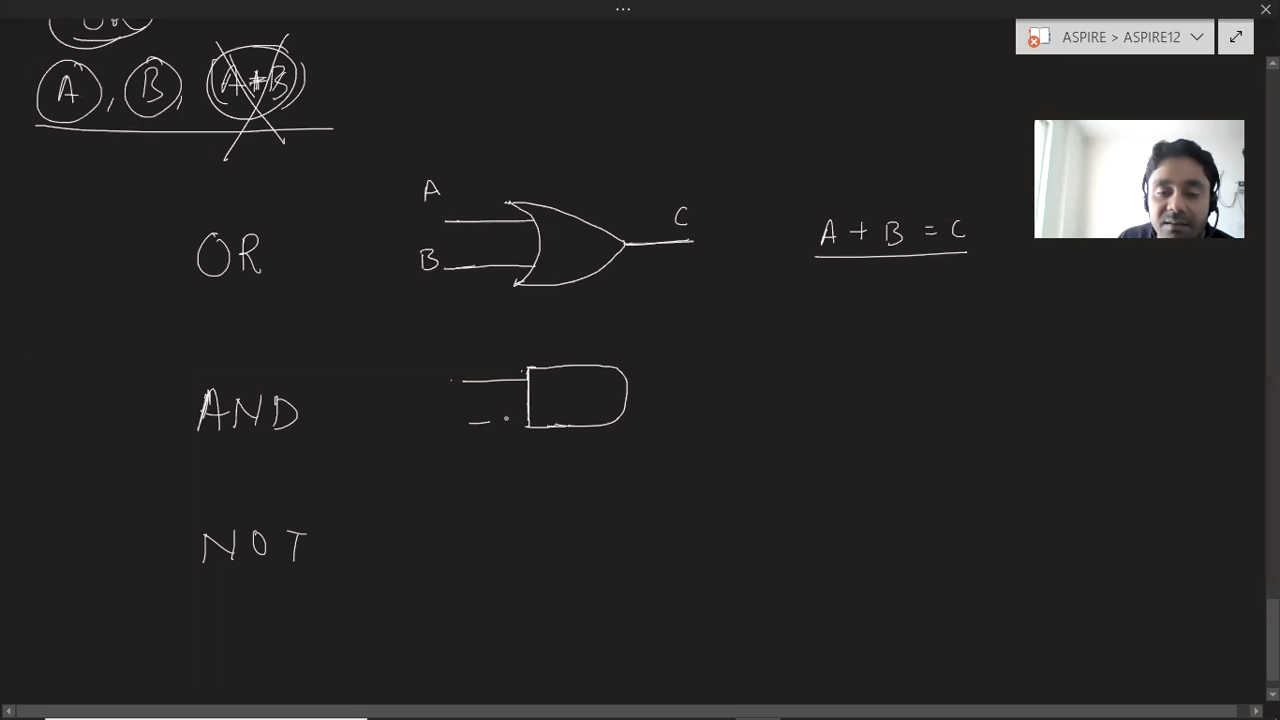 ASPIRE > ASPIRE12
A, B, (A+B)
A
C
OR
B
A + B = C
AND
NOT